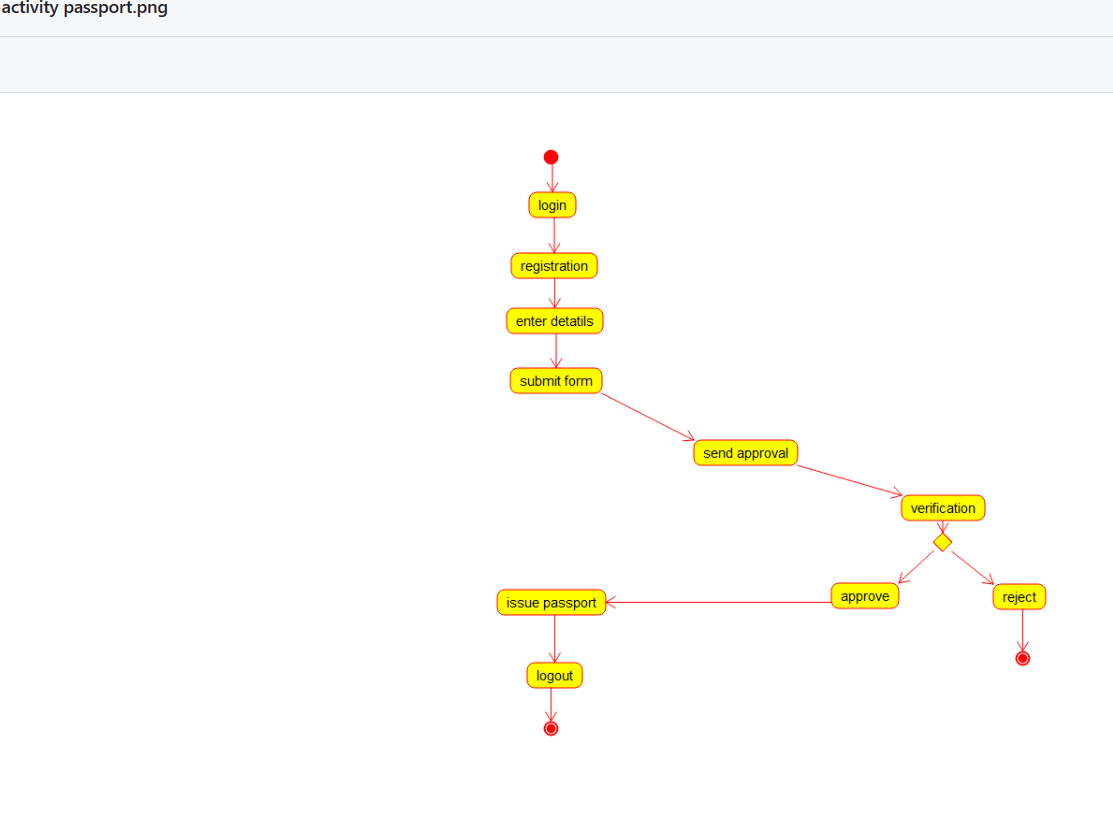 activity passport.png
login
registration
enter detatils
submit form
send approval
verification
approve
reject
issue passport
logout